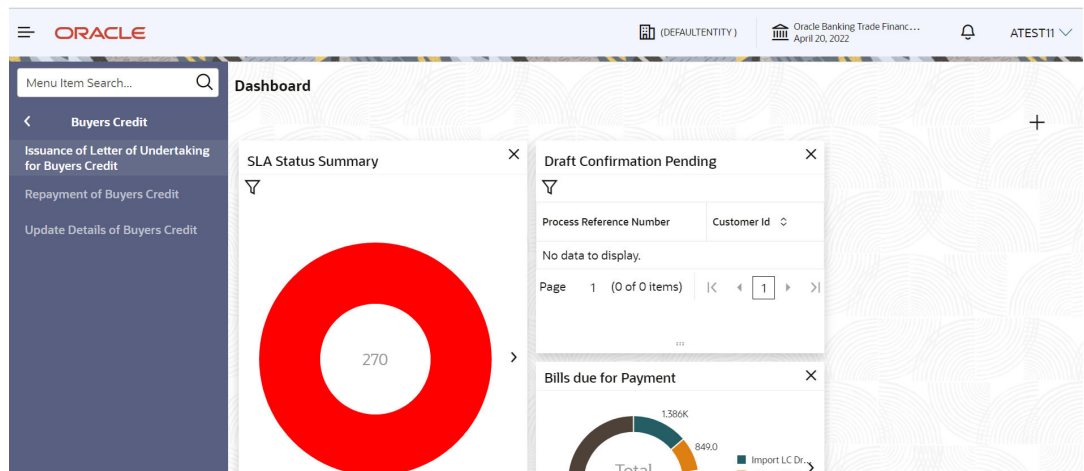 ORACLE
(DEFAULTENTITY )
Oracle Banking Trade Financ...
April 20, 2022
ATEST11
Menu Item Search...
Buyers Credit
Issuance of Letter of Undertaking
for Buyers Credit
Repayment of Buyers Credit
Update Details of Buyers Credit
Dashboard
SLA Status Summary
270
Draft Confirmation Pending
Process Reference Number
Customer Id
No data to display.
Page 1 (0 of 0 items) 1
Bills due for Payment
1.386K
849.0
Import LC Dr...
Total